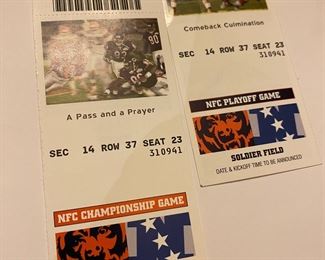 A Pass and a Prayer
SEC 14 ROW 37 SEAT 23
310941
NFC CHAMPIONSHIP GAME
Comeback Culmination
SEC 14 ROW 37 SEAT 23
310941
NFC PLAYOFF GAME
SOLDIER FIELD
DATE & KICKOFF TIME TO BE ANNOUNCED